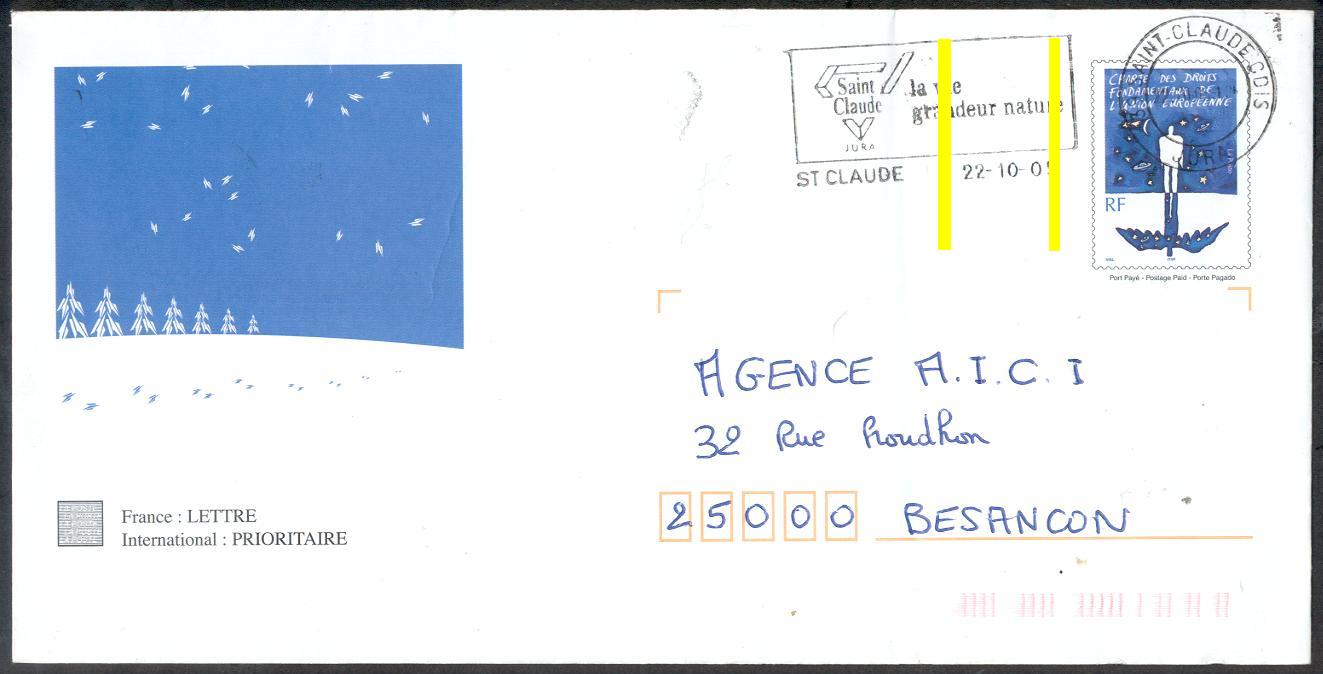 Saint
Claude
JURA
la vie
grandeur nature
ST CLAUDE 22-10-0
SAINT-CLAUDE CDIS
JURA
CHARTE DES DROITS
FONDAMENTAUX DE
L'UNION EUROPÉENNE
RF
Port Payé - Postage Paid - Porte Pagado
AGENCE A.I.C.I
32 Rue Proudhon
25000 BESANCON
France : LETTRE
International : PRIORITAIRE